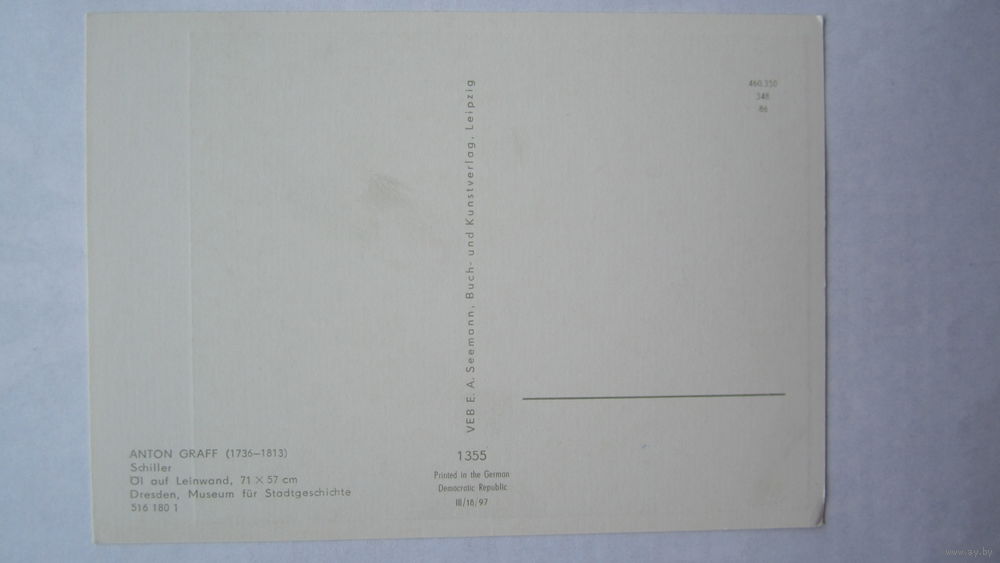 460.350
348
86
VEB E. A. Seemann, Buch- und Kunstverlag, Leipzig
ANTON GRAFF (1736–1813)
Schiller
Öl auf Leinwand, 71 × 57 cm
Dresden, Museum für Stadtgeschichte
516 180 1
1355
Printed in the German
Democratic Republic
III/18/97
www.ay.by